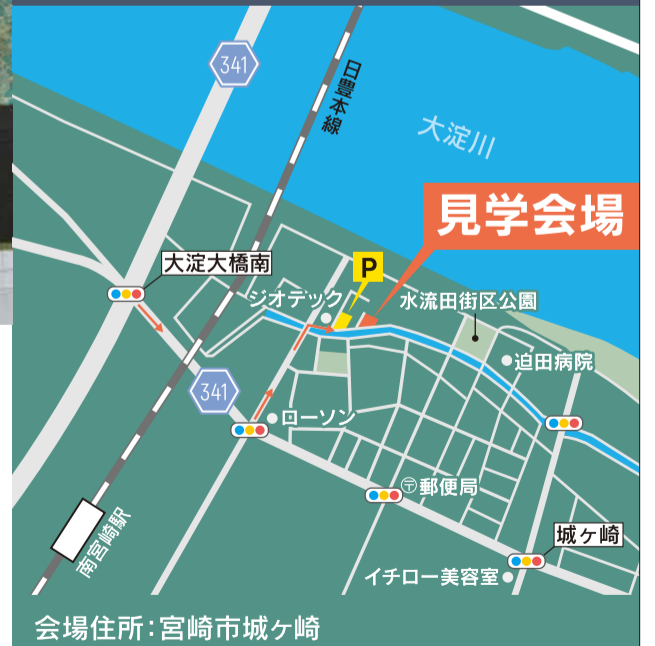 341
日豊本線
大淀川
見学会場
大淀大橋南
P
ジオテック
水流田街区公園
迫田病院
341
ローソン
〒郵便局
南宮崎駅
城ヶ崎
イチロー美容室
会場住所：宮崎市城ヶ崎